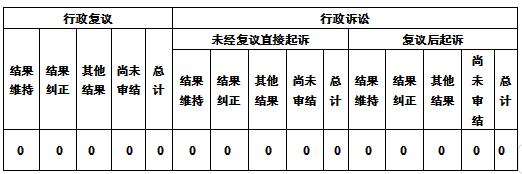 行政复议 行政诉讼
未经复议直接起诉 复议后起诉
结果维持 结果纠正 其他结果 尚未审结 总计 结果维持 结果纠正 其他结果 尚未审结 总计 结果维持 结果纠正 其他结果 尚未审结 总计
0 0 0 0 0 0 0 0 0 0 0 0 0 0 0